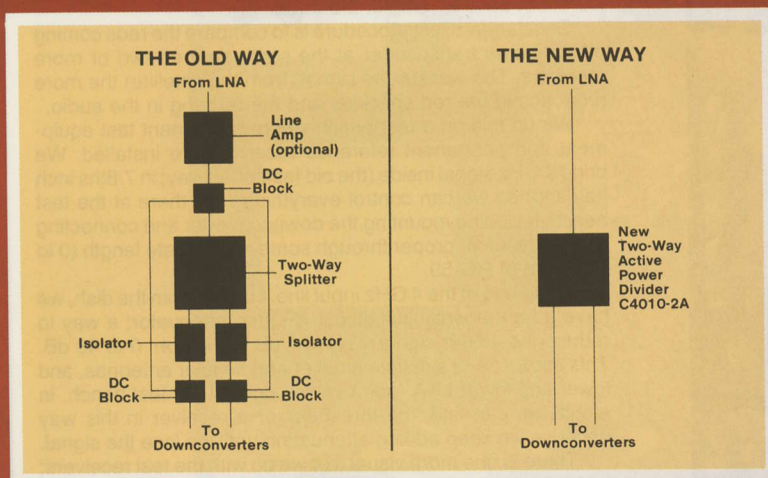 THE OLD WAY
From LNA
Line
Amp
(optional)
DC
Block
Two-Way
Splitter
Isolator
Isolator
DC
Block
DC
Block
To
Downconverters
THE NEW WAY
From LNA
New
Two-Way
Active
Power
Divider
C4010-2A
To
Downconverters